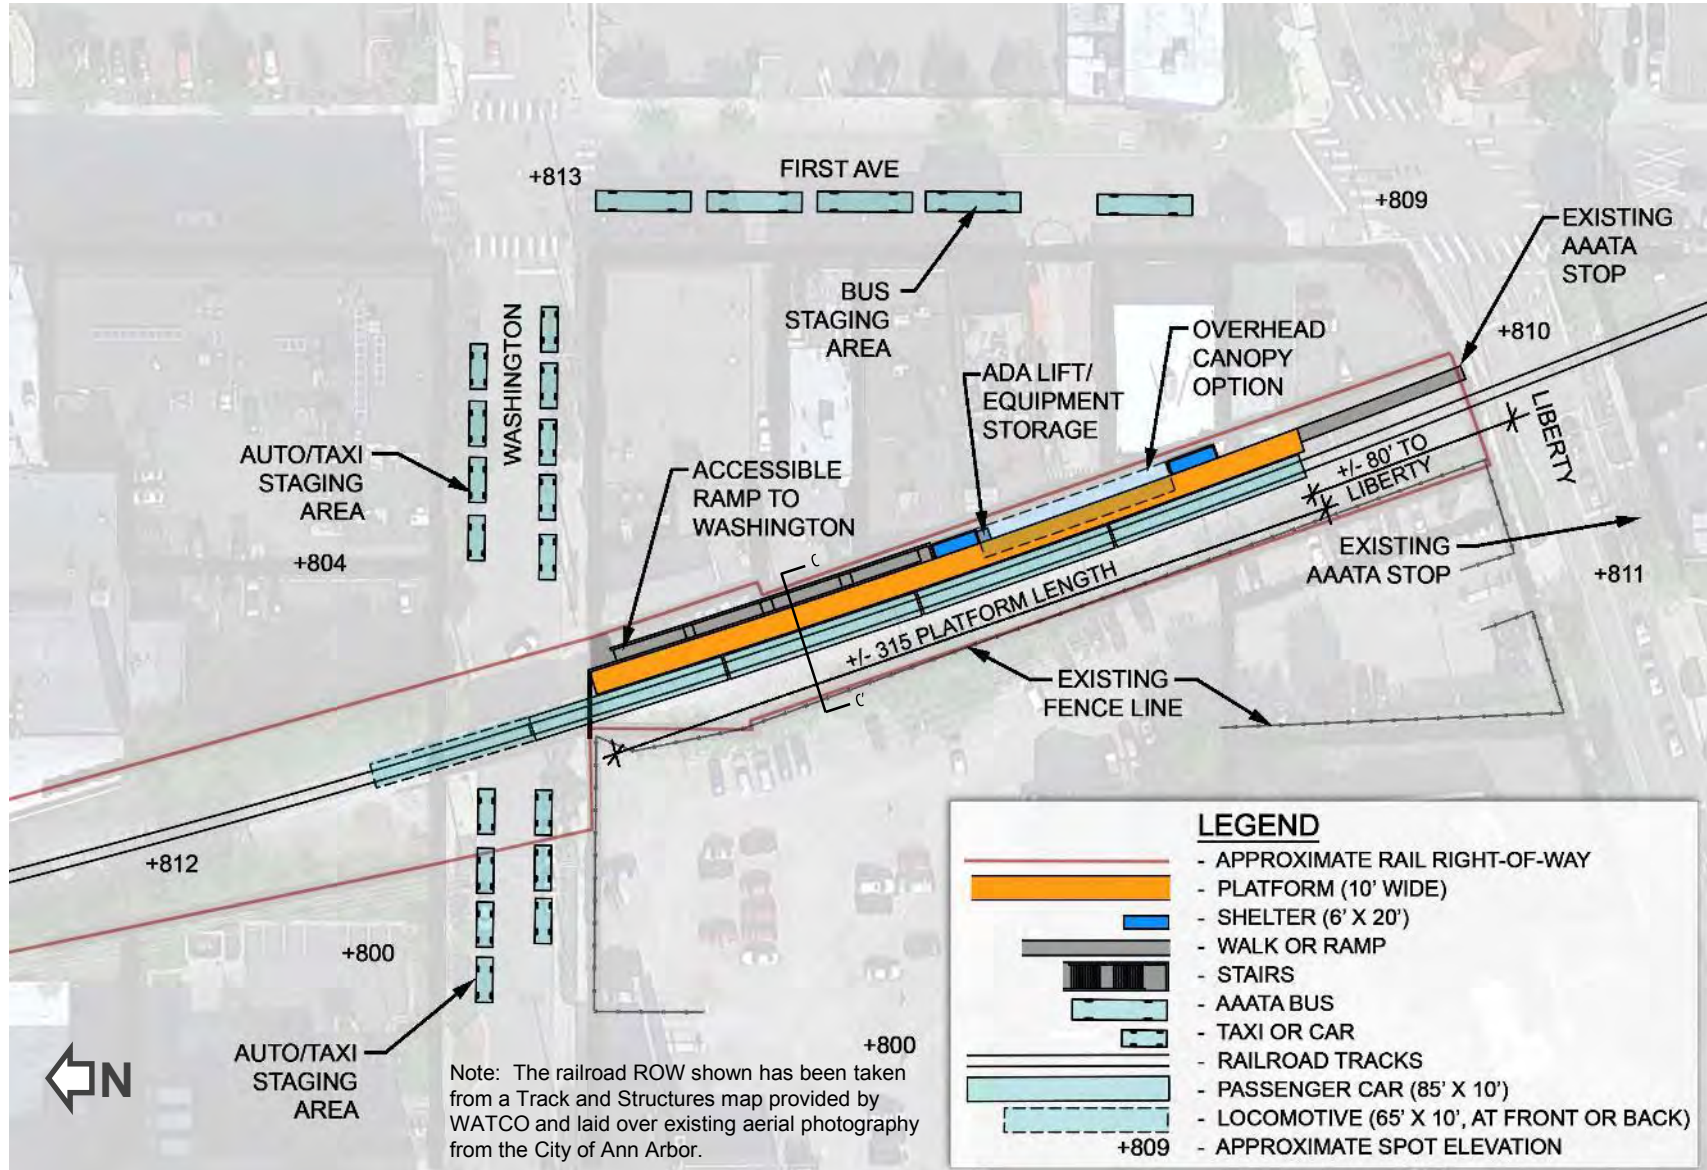 FIRST AVE
+813
+809
EXISTING
AAATA
STOP
BUS
STAGING
AREA
WASHINGTON
OVERHEAD
CANOPY
OPTION
+810
ADA LIFT/
EQUIPMENT
STORAGE
AUTO/TAXI
STAGING
AREA
ACCESSIBLE
RAMP TO
WASHINGTON
+/- 80' TO
LIBERTY
LIBERTY
+804
C
EXISTING
AAATA STOP
+811
+/- 315 PLATFORM LENGTH
C'
EXISTING
FENCE LINE
+812
+800
+800
AUTO/TAXI
STAGING
AREA
N
Note: The railroad ROW shown has been taken
from a Track and Structures map provided by
WATCO and laid over existing aerial photography
from the City of Ann Arbor.
LEGEND
- APPROXIMATE RAIL RIGHT-OF-WAY
- PLATFORM (10' WIDE)
- SHELTER (6' X 20')
- WALK OR RAMP
- STAIRS
- AAATA BUS
- TAXI OR CAR
- RAILROAD TRACKS
- PASSENGER CAR (85' X 10')
- LOCOMOTIVE (65' X 10', AT FRONT OR BACK)
+809 - APPROXIMATE SPOT ELEVATION